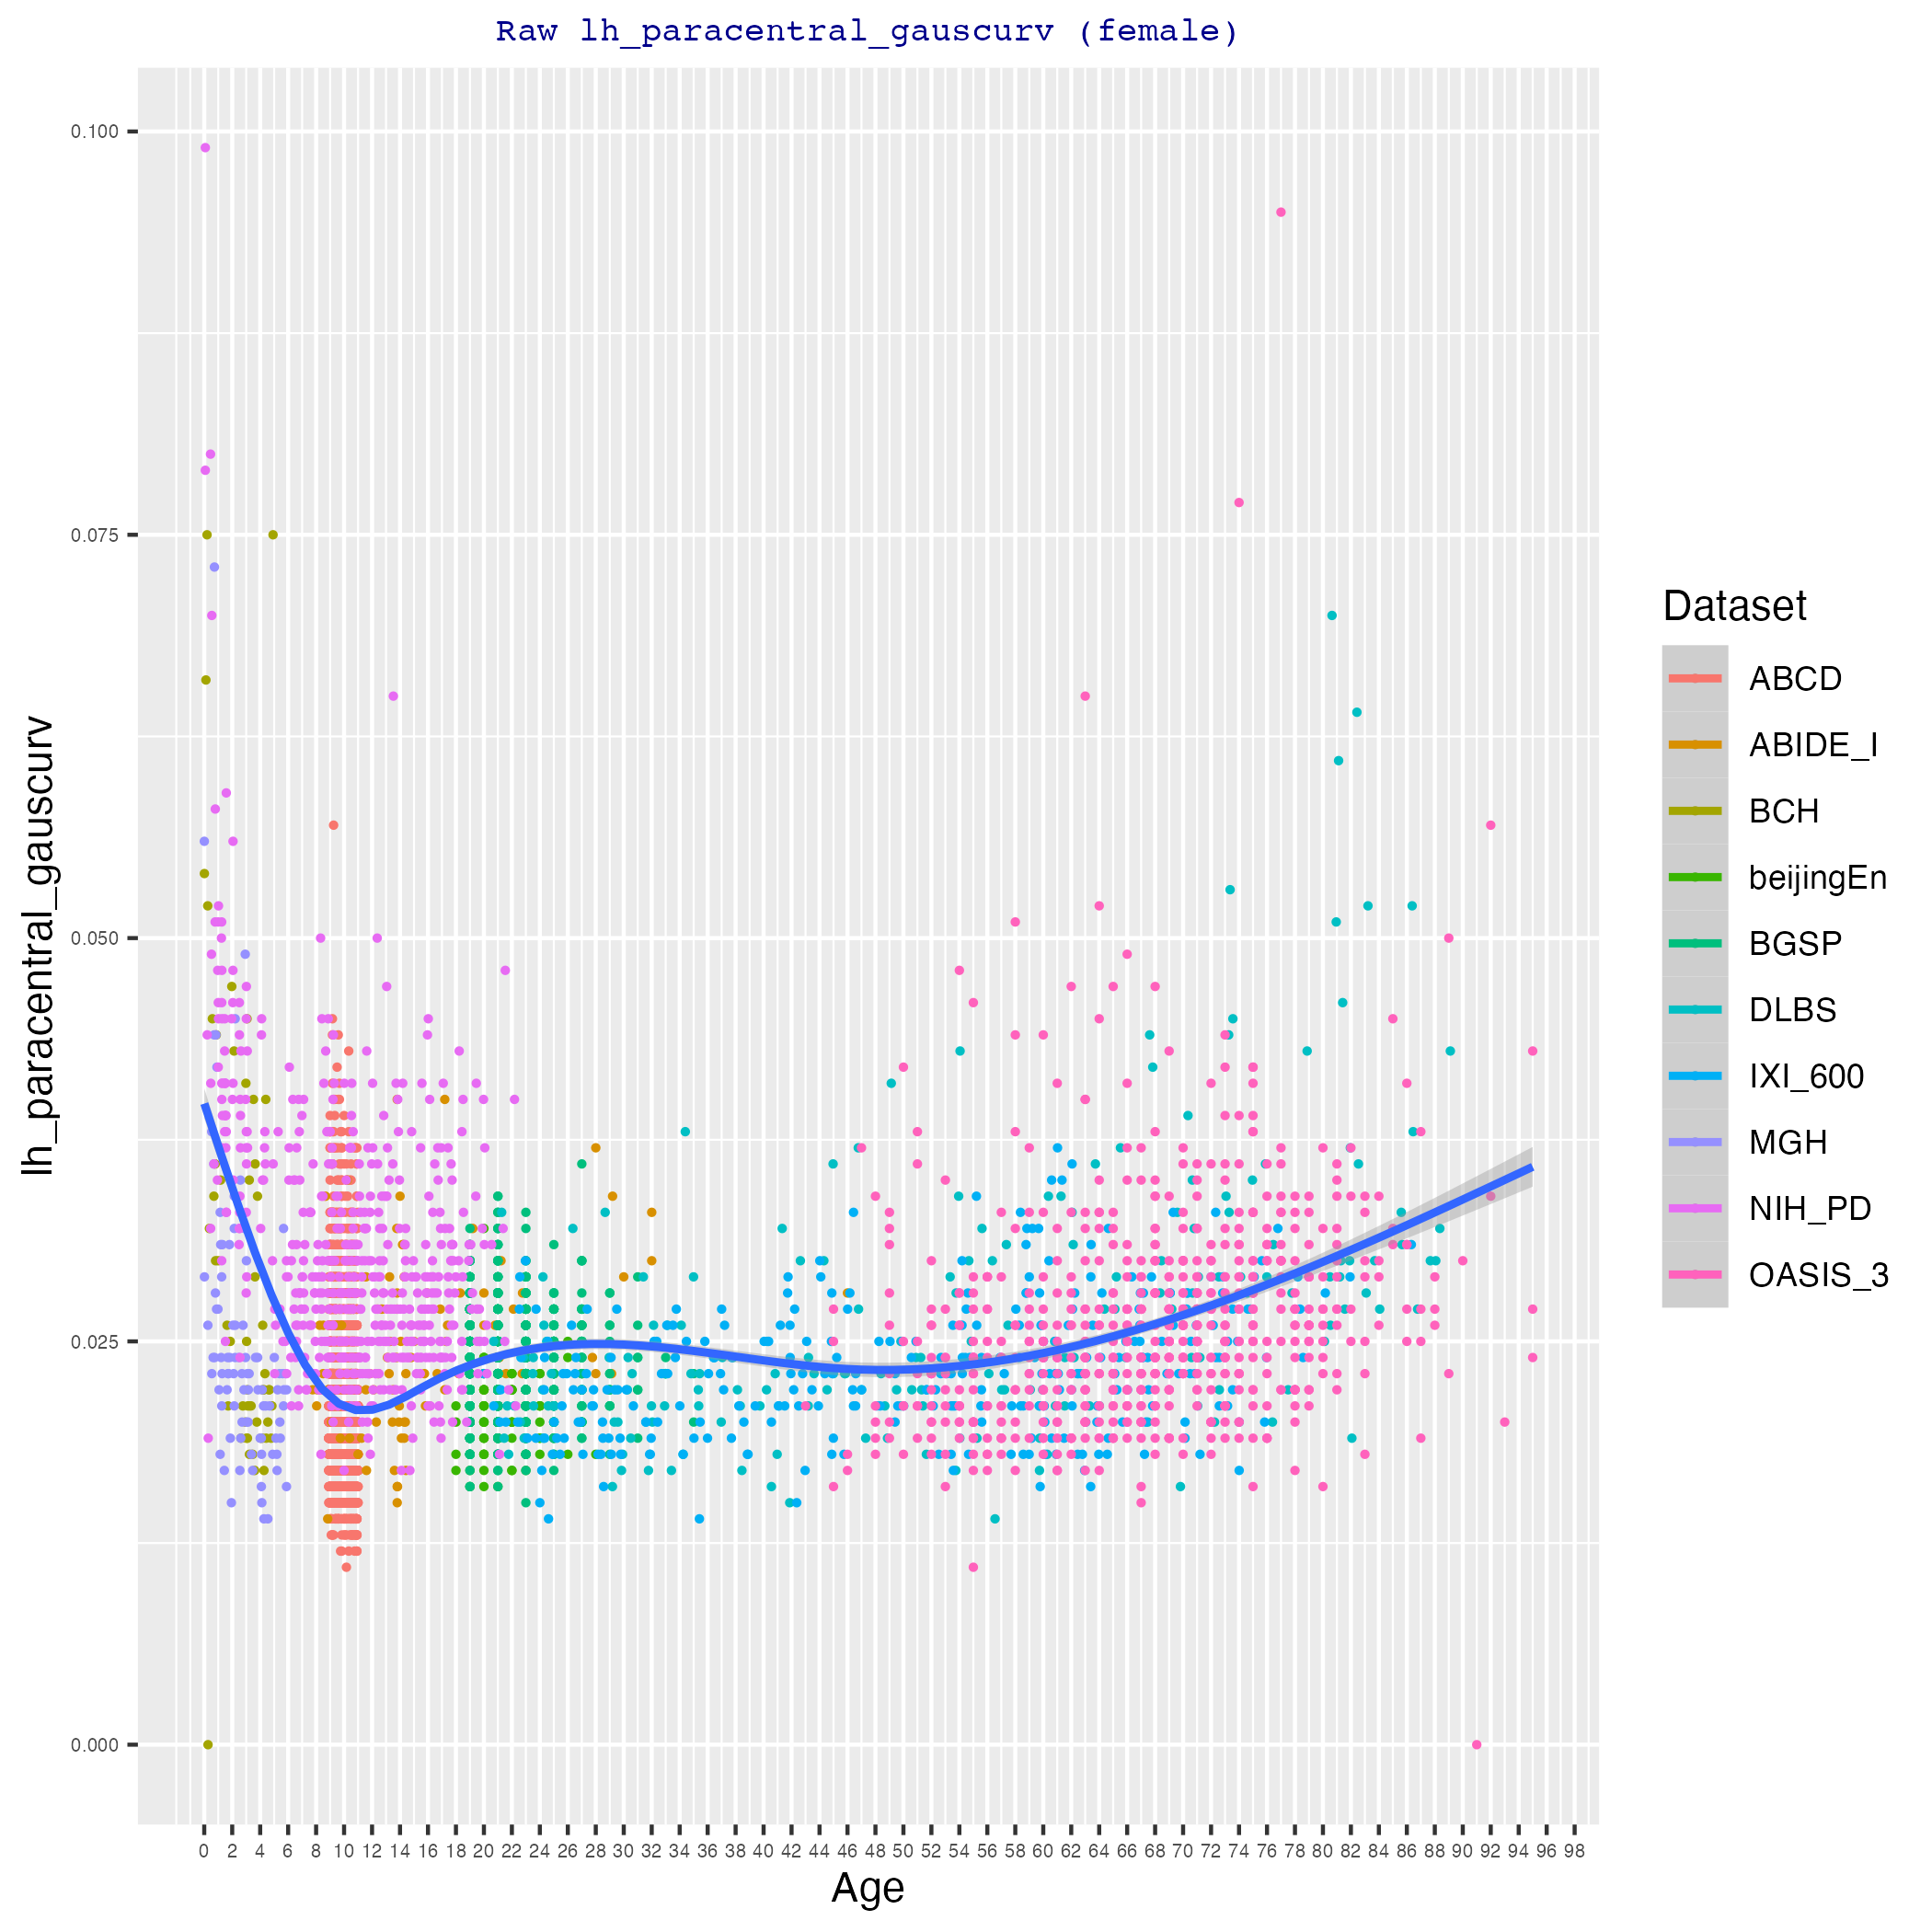 Raw lh_paracentral_gauscurv (female)
0.100
0.075
0.050
0.025
0.000
lh_paracentral_gauscurv
0 2 4 6 8 10 12 14 16 18 20 22 24 26 28 30 32 34 36 38 40 42 44 46 48 50 52 54 56 58 60 62 64 66 68 70 72 74 76 78 80 82 84 86 88 90 92 94 96 98
Age
Dataset
ABCD
ABIDE_I
BCH
beijingEn
BGSP
DLBS
IXI_600
MGH
NIH_PD
OASIS_3